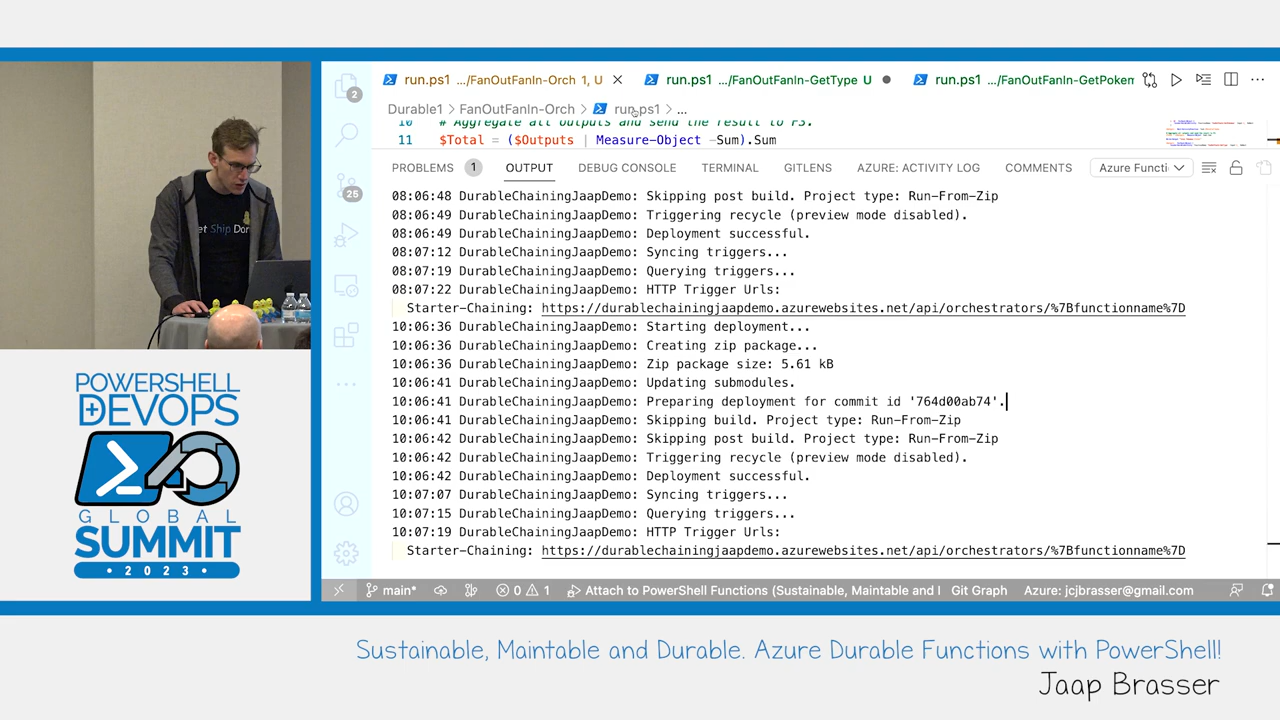 run.ps1 .../FanOutFanIn-Orch 1, U
run.ps1 .../FanOutFanIn-GetType U
run.ps1 .../FanOutFanIn-GetPokem
2
Durable1 > FanOutFanIn-Orch > run.ps1 > ...
10 # Aggregate all outputs and send the result to F3.
11 $Total = ($Outputs | Measure-Object -Sum).Sum
PROBLEMS 1 OUTPUT DEBUG CONSOLE TERMINAL GITLENS AZURE: ACTIVITY LOG COMMENTS Azure Functi
25
08:06:48 DurableChainingJaapDemo: Skipping post build. Project type: Run-From-Zip
08:06:49 DurableChainingJaapDemo: Triggering recycle (preview mode disabled).
08:06:49 DurableChainingJaapDemo: Deployment successful.
08:07:12 DurableChainingJaapDemo: Syncing triggers...
08:07:19 DurableChainingJaapDemo: Querying triggers...
08:07:22 DurableChainingJaapDemo: HTTP Trigger Urls:
Starter-Chaining: https://durablechainingjaapdemo.azurewebsites.net/api/orchestrators/%7Bfunctionname%7D
10:06:36 DurableChainingJaapDemo: Starting deployment...
10:06:36 DurableChainingJaapDemo: Creating zip package...
10:06:36 DurableChainingJaapDemo: Zip package size: 5.61 kB
10:06:41 DurableChainingJaapDemo: Updating submodules.
10:06:41 DurableChainingJaapDemo: Preparing deployment for commit id '764d00ab74'.
10:06:41 DurableChainingJaapDemo: Skipping build. Project type: Run-From-Zip
10:06:42 DurableChainingJaapDemo: Skipping post build. Project type: Run-From-Zip
10:06:42 DurableChainingJaapDemo: Triggering recycle (preview mode disabled).
10:06:42 DurableChainingJaapDemo: Deployment successful.
10:07:07 DurableChainingJaapDemo: Syncing triggers...
10:07:15 DurableChainingJaapDemo: Querying triggers...
10:07:19 DurableChainingJaapDemo: HTTP Trigger Urls:
Starter-Chaining: https://durablechainingjaapdemo.azurewebsites.net/api/orchestrators/%7Bfunctionname%7D
main* 0 1 Attach to PowerShell Functions (Sustainable, Maintable and I Git Graph Azure: jcjbrasser@gmail.com
et Ship Dor
POWERSHELL
+DEVOPS
GLOBAL
SUMMIT
• 2023 •
Sustainable, Maintable and Durable. Azure Durable Functions with PowerShell!
Jaap Brasser